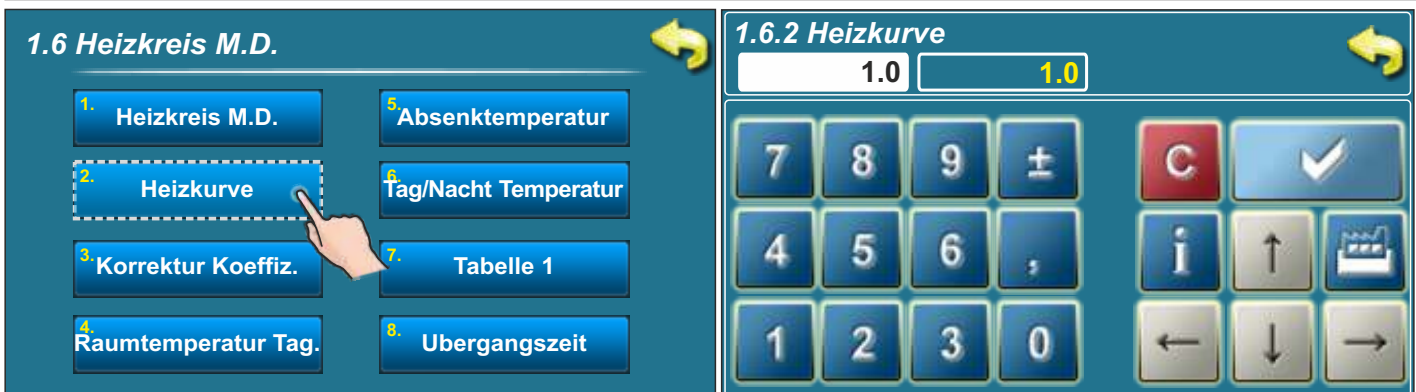 1.6 Heizkreis M.D.
1. Heizkreis M.D.
2. Heizkurve
3. Korrektur Koeffiz.
4. Raumtemperatur Tag.
5. Absenktemperatur
6. Tag/Nacht Temperatur
7. Tabelle 1
8. Ubergangszeit
1.6.2 Heizkurve
1.0 1.0
7 8 9 ± C
4 5 6 , i ↑
1 2 3 0 ← ↓ →